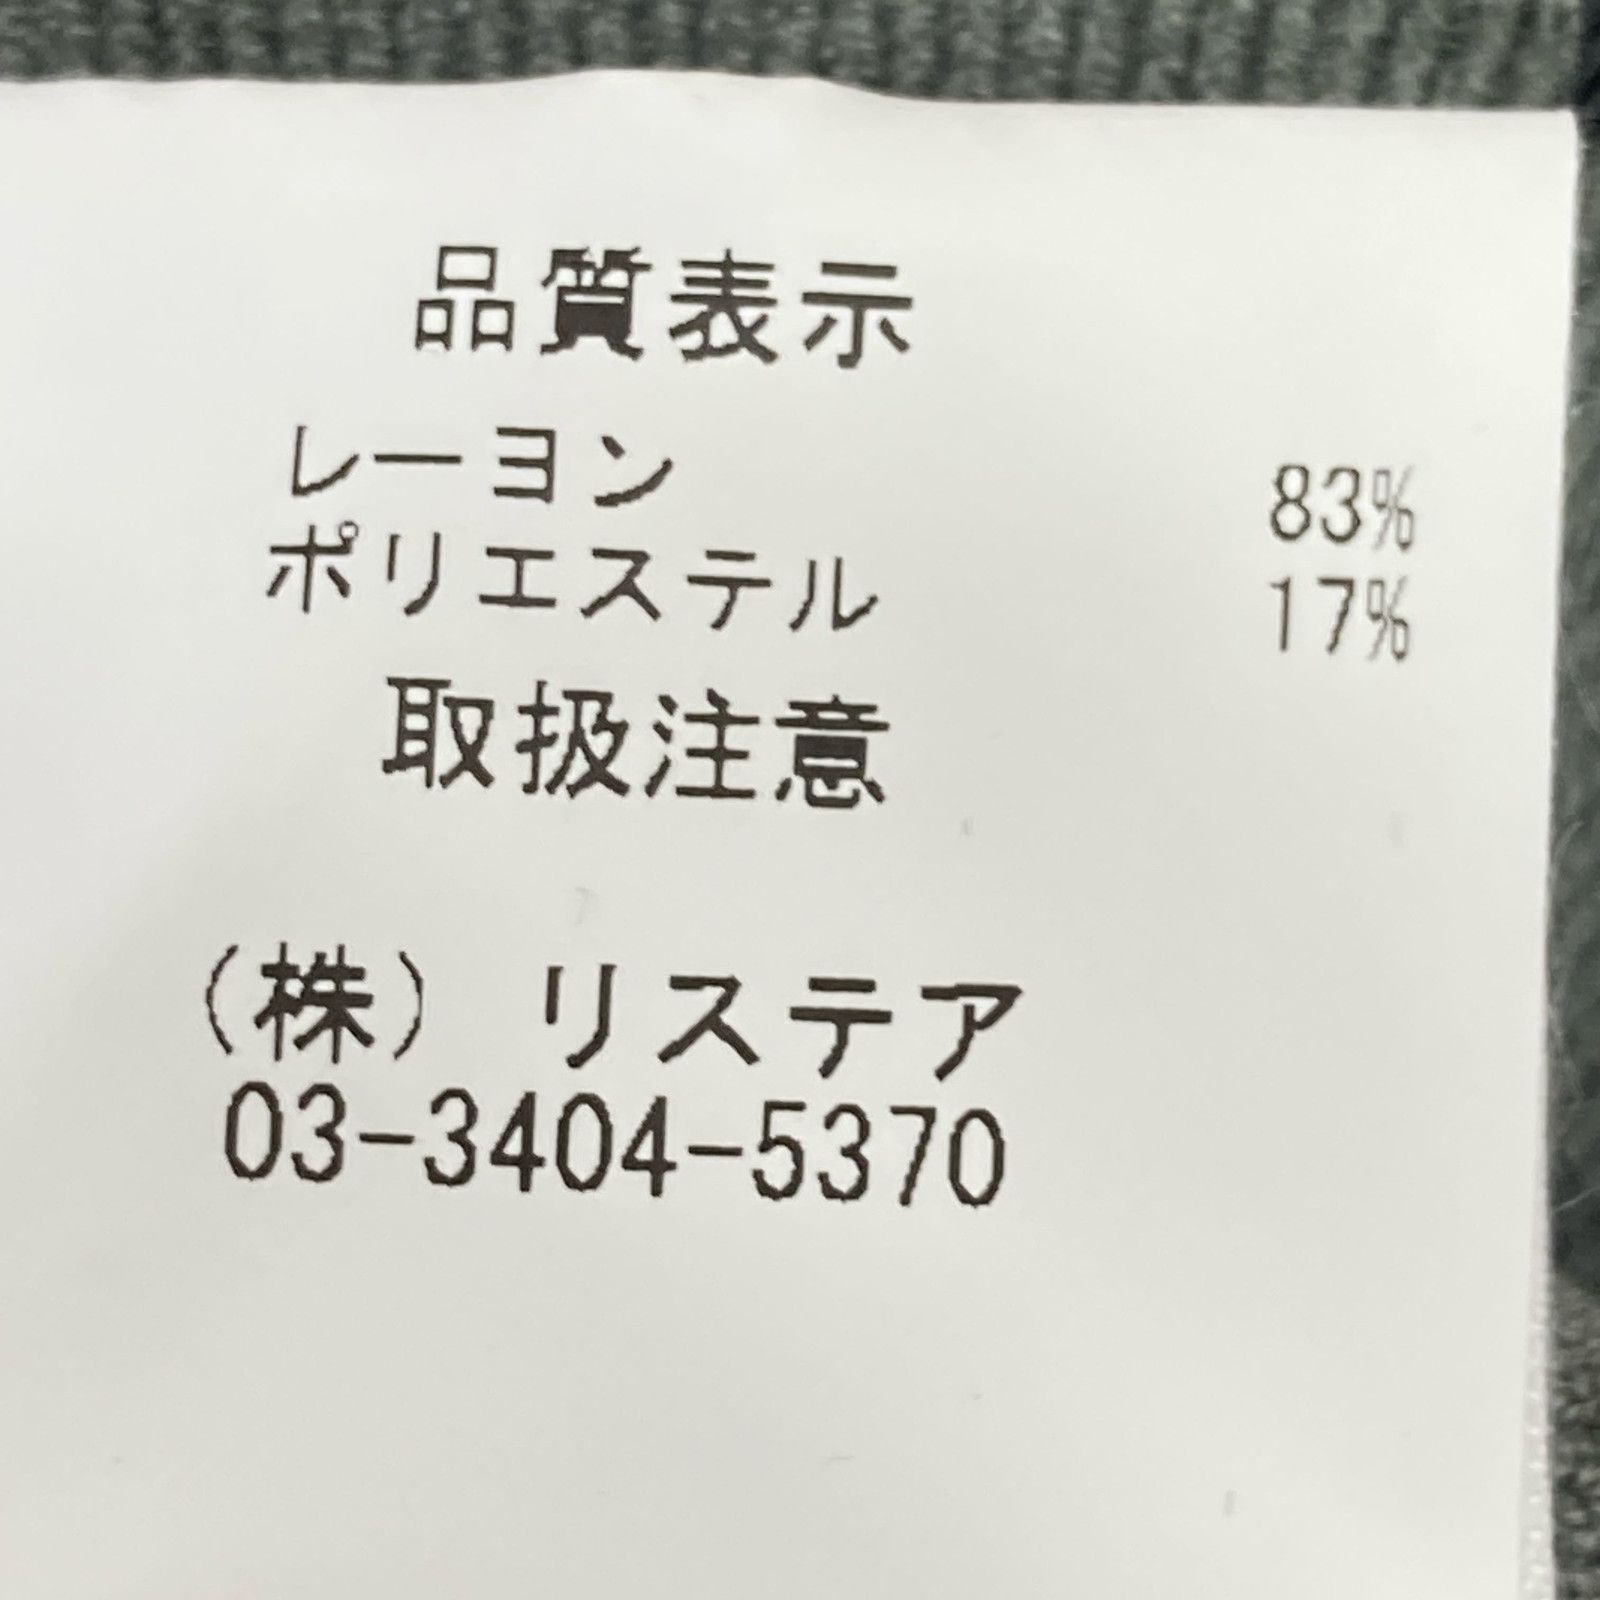 品質表示
レーヨン 83%
ポリエステル 17%
取扱注意
(株) リステア
03-3404-5370